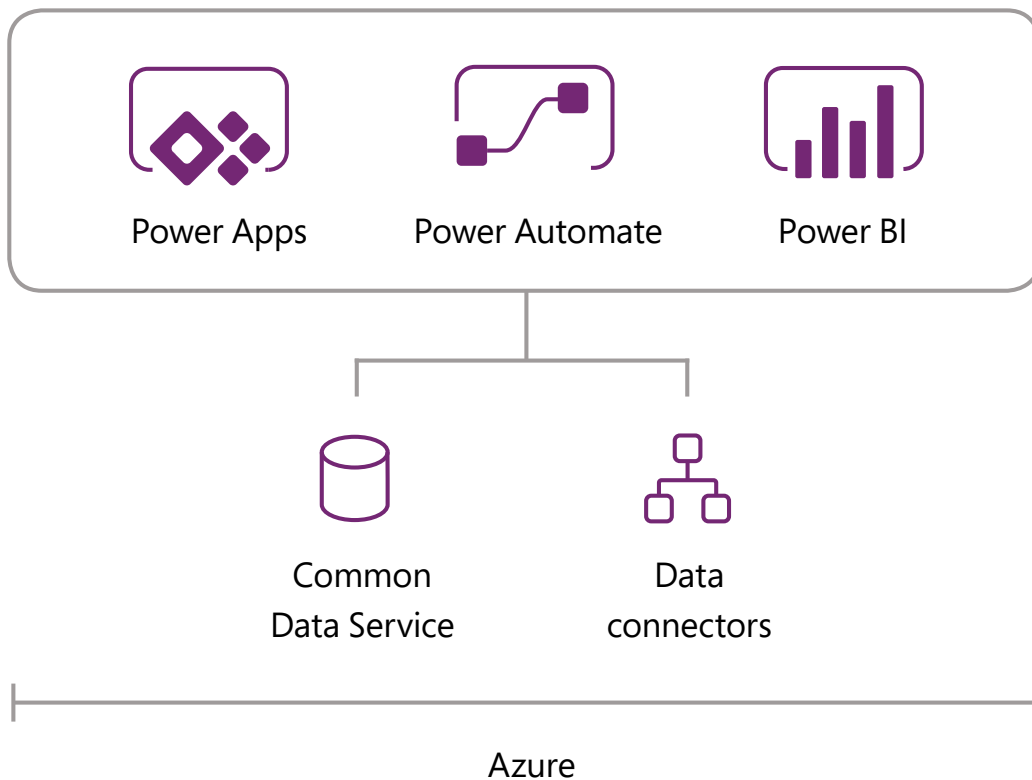 Power Apps
Power Automate
Power BI
Common
Data Service
Data
connectors
Azure